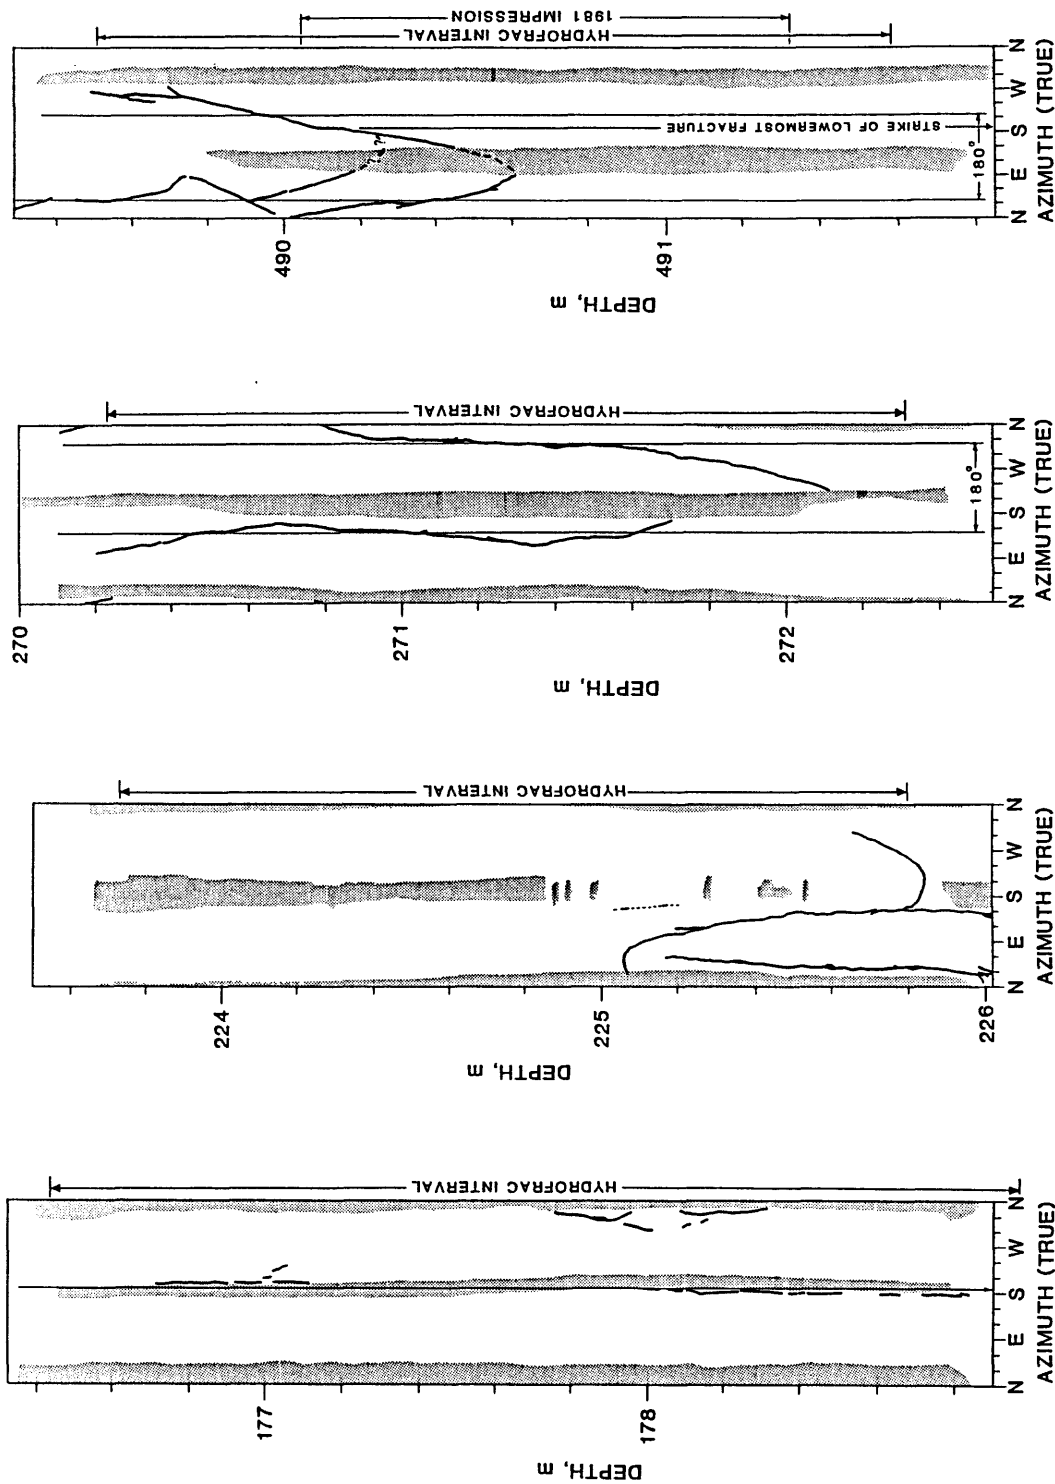 1981 IMPRESSION
HYDROFRAC INTERVAL
STRIKE OF LOWERMOST FRACTURE
180°
? ?
490
491
DEPTH, m
N E S W N
AZIMUTH (TRUE)
HYDROFRAC INTERVAL
180°
270
271
272
DEPTH, m
N E S W N
AZIMUTH (TRUE)
HYDROFRAC INTERVAL
224
225
226
DEPTH, m
N E S W N
AZIMUTH (TRUE)
HYDROFRAC INTERVAL
177
178
DEPTH, m
N E S W N
AZIMUTH (TRUE)